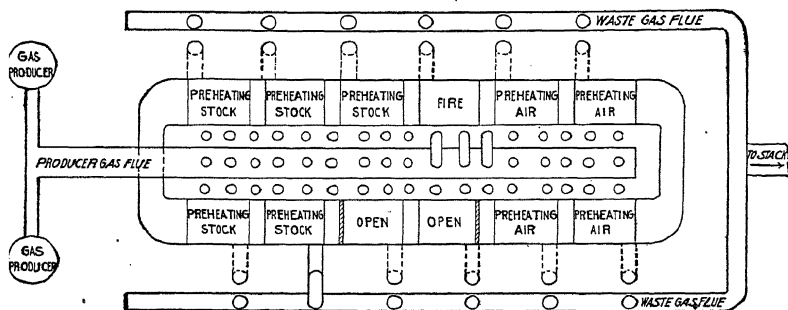 WASTE GAS FLUE
GAS
PRODUCER
PREHEATING
STOCK
PREHEATING
STOCK
PREHEATING
STOCK
FIRE
PREHEATING
AIR
PREHEATING
AIR
PRODUCER GAS FLUE
TO STACK
PREHEATING
STOCK
PREHEATING
STOCK
OPEN
OPEN
PREHEATING
AIR
PREHEATING
AIR
GAS
PRODUCER
WASTE GAS FLUE